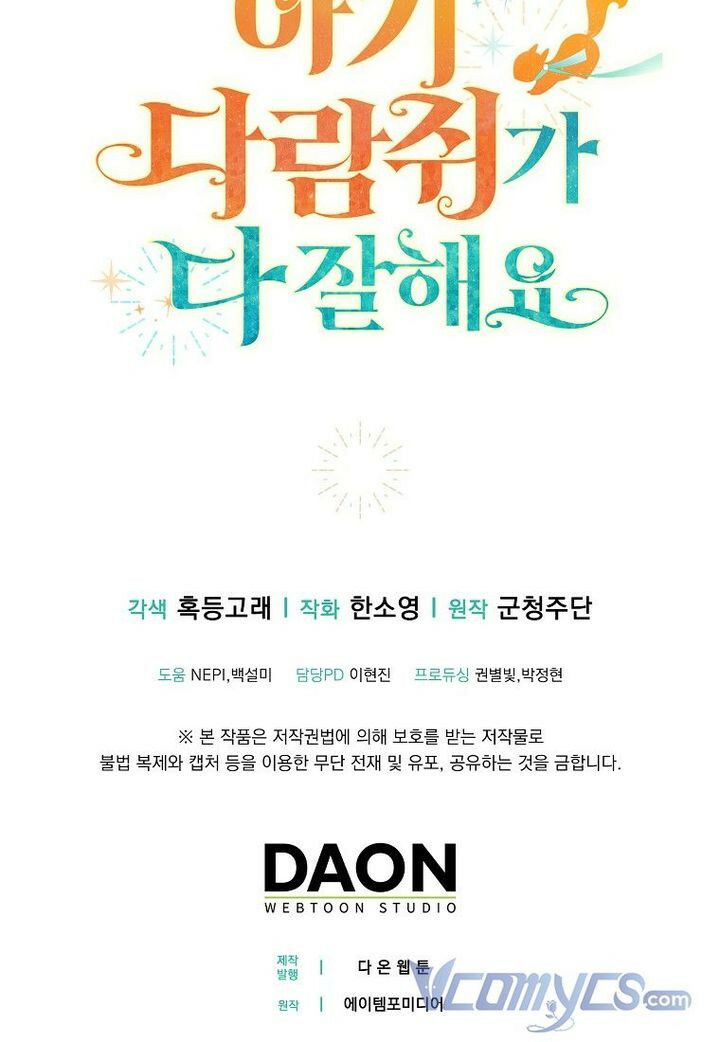 아기
다람쥐가
다 잘해요
각색 혹등고래 | 작화 한소영 | 원작 군청주단
도움 NEPI,백설미 담당PD 이현진 프로듀싱 권별빛,박정현
※ 본 작품은 저작권법에 의해 보호를 받는 저작물로
불법 복제와 캡처 등을 이용한 무단 전재 및 유포, 공유하는 것을 금합니다.
DAON
WEBTOON STUDIO
제작
발행 | 다온웹툰
원작 | 에이템포미디어
VCOMYCS.com